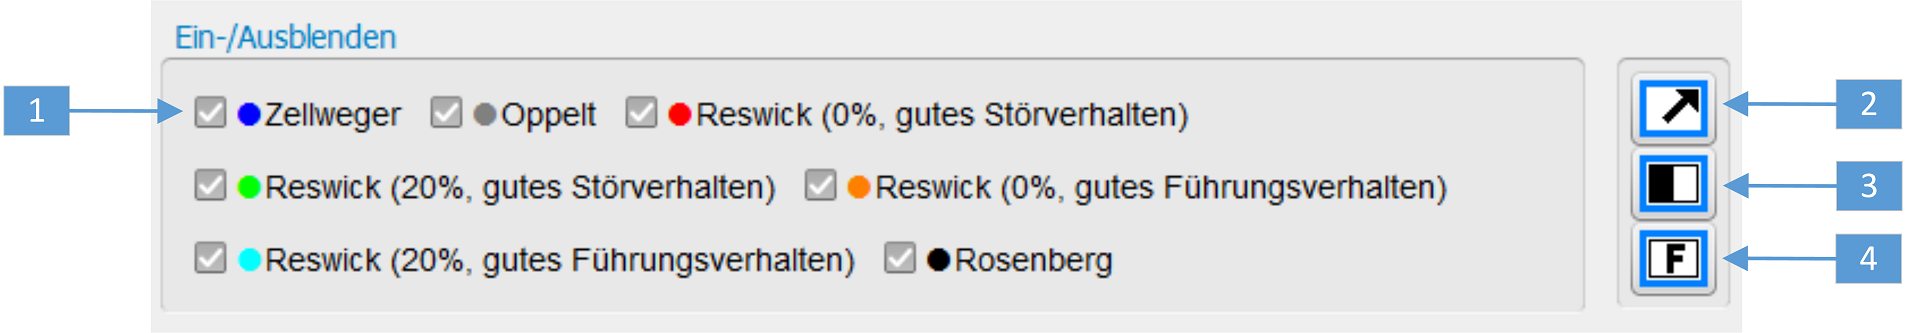 Ein-/Ausblenden
1 Zellweger Oppelt Reswick (0%, gutes Störverhalten) 2
Reswick (20%, gutes Störverhalten) Reswick (0%, gutes Führungsverhalten) 3
Reswick (20%, gutes Führungsverhalten) Rosenberg F 4